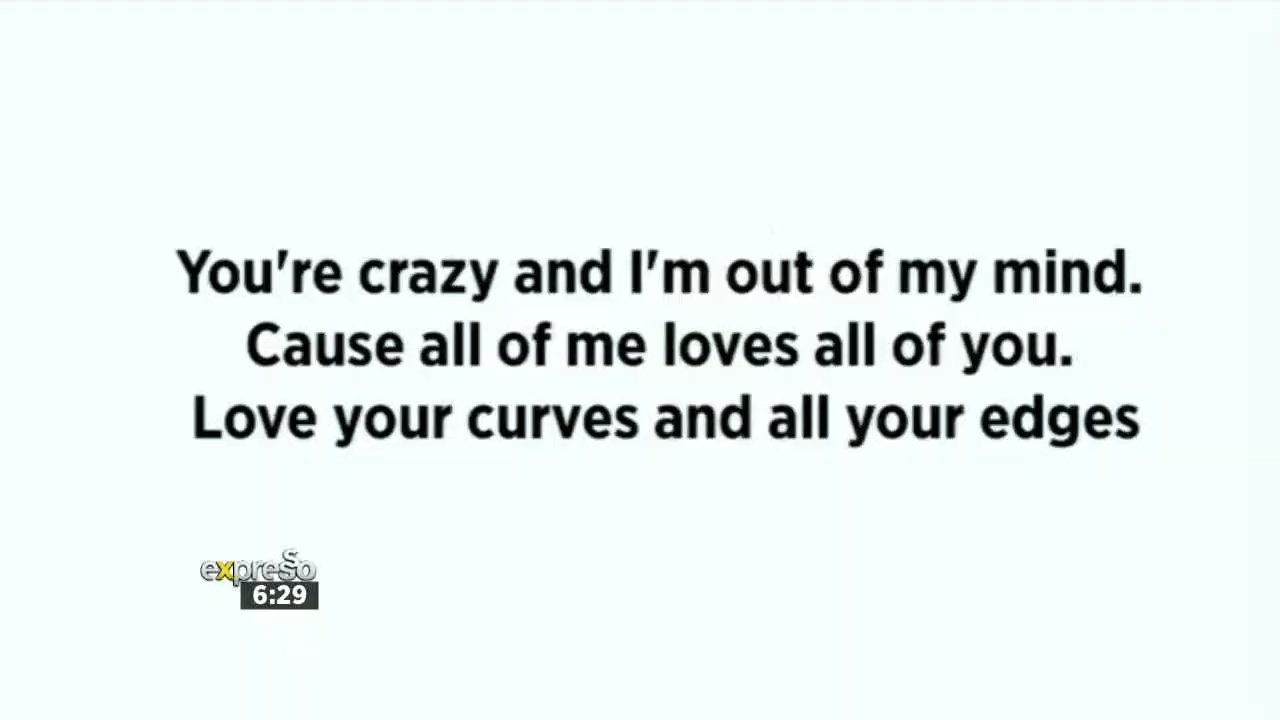 You're crazy and I'm out of my mind.
Cause all of me loves all of you.
Love your curves and all your edges
expresso
6:29